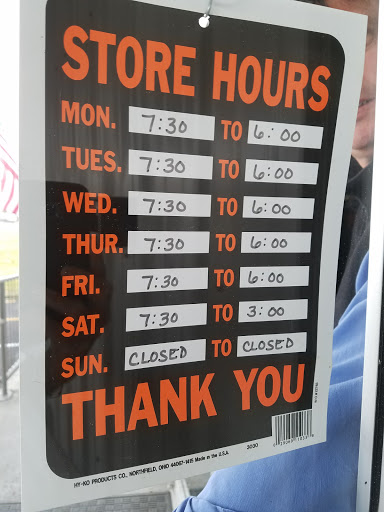 STORE HOURS
MON. 7:30 TO 6:00
TUES. 7:30 TO 6:00
WED. 7:30 TO 6:00
THUR. 7:30 TO 6:00
FRI. 7:30 TO 6:00
SAT. 7:30 TO 3:00
SUN. CLOSED TO CLOSED
THANK YOU
HY-KO PRODUCTS CO., NORTHFIELD, OHIO 44067-1415 Made in the U.S.A. 3030